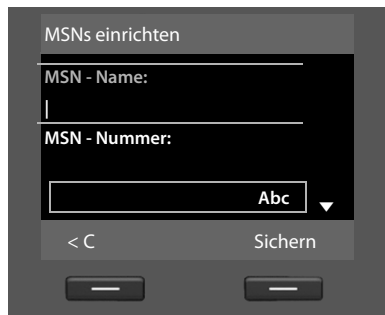 MSNs einrichten
MSN - Name:
MSN - Nummer:
Abc
< C Sichern